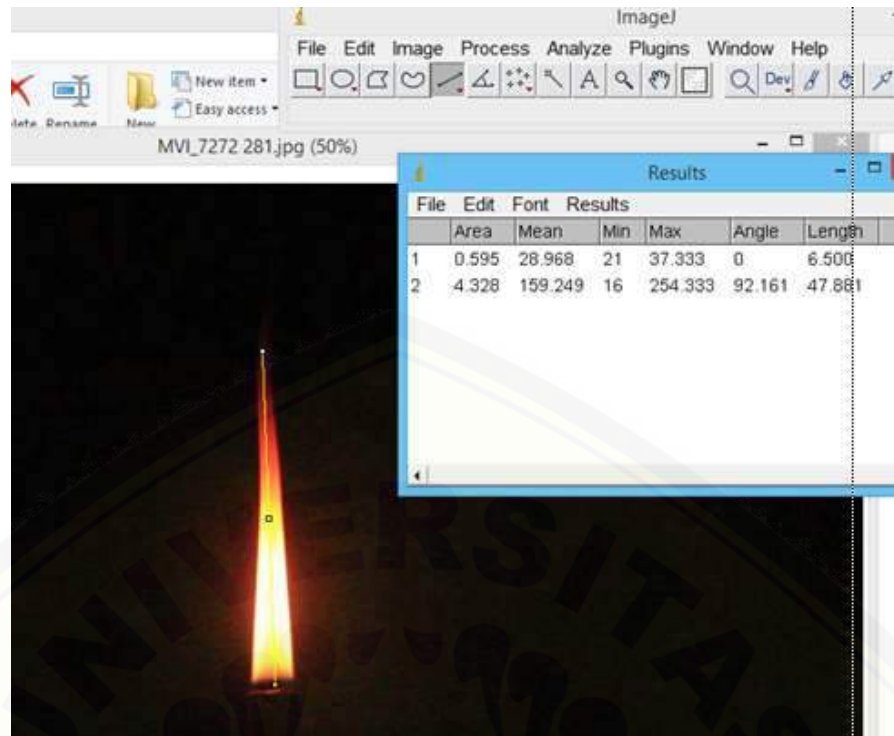 ImageJ
File Edit Image Process Analyze Plugins Window Help
A Dev
New item
Easy access
Rename
New
MVI_7272 281.jpg (50%)
Results
File Edit Font Results
Area Mean Min Max Angle Length
1 0.595 28.968 21 37.333 0 6.500
2 4.328 159.249 16 254.333 92.161 47.881
UNIVERSITAS